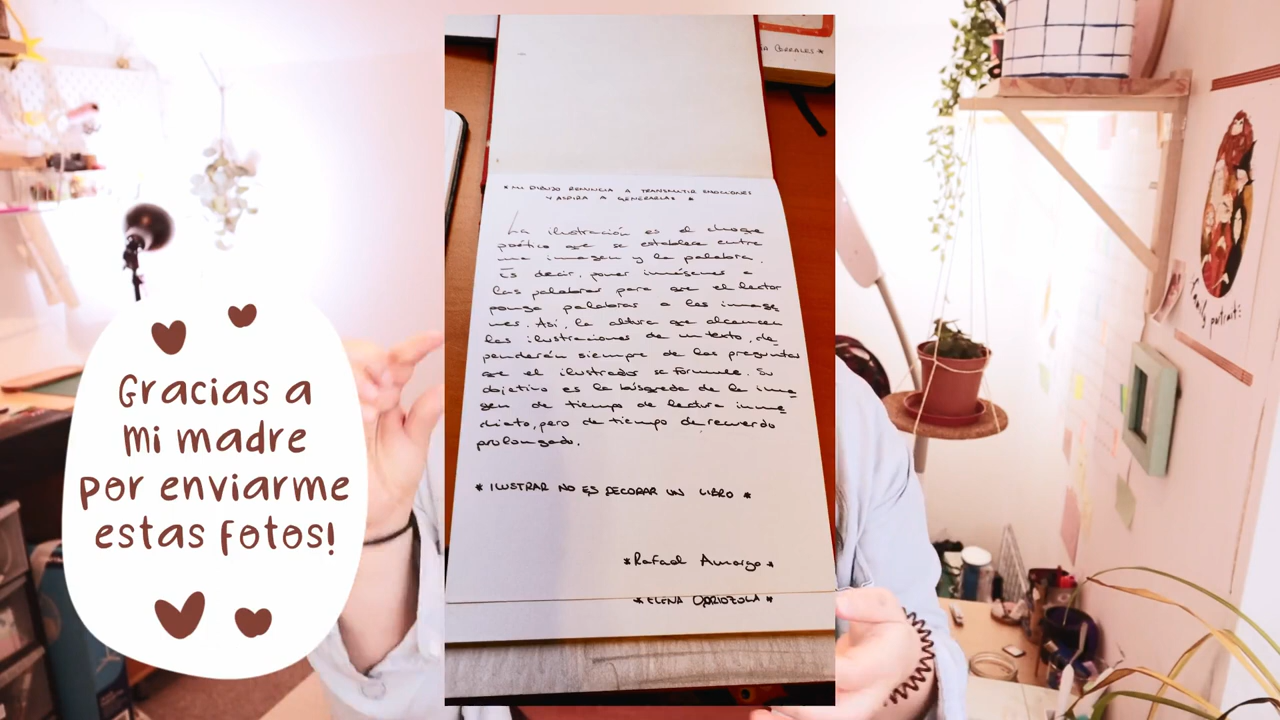 Gracias a
mi madre
por enviarme
estas fotos!
*MI DIBUJO RENUNCIA A TRANSMITIR EMOCIONES
Y ASPIRA A GENERARLAS *
La ilustración es el choque
poético que se establece entre
una imagen y la palabra.
Es decir, poner imágenes a
las palabras para que el lector
ponga palabras a las imáge
nes. Así, la altura que alcancen
las ilustraciones de un texto, de
penderán siempre de las preguntas
que el ilustrador se formule. Su
objetivo es la búsqueda de la ima
gen de tiempo de lectura inme
diato, pero de tiempo de recuerdo
prolongado.
* ILUSTRAR NO ES DECORAR UN LIBRO *
*Rafael Amargo*
*ELENA ODRIOZOLA *
CORRALES *
family portrait